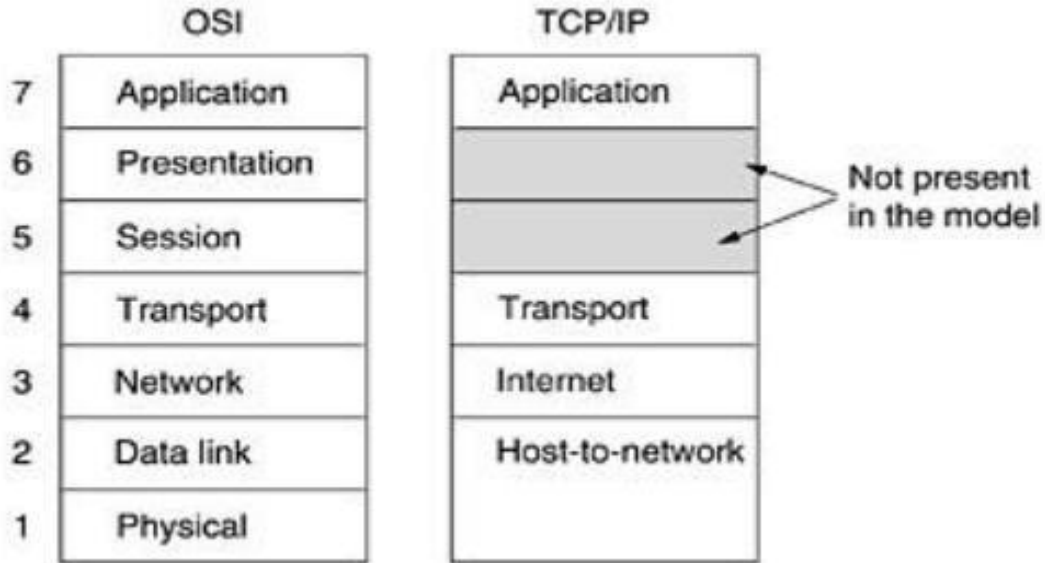 OSI
TCP/IP
7
Application
Application
6
Presentation
Not present
in the model
5
Session
4
Transport
Transport
3
Network
Internet
2
Data link
Host-to-network
1
Physical